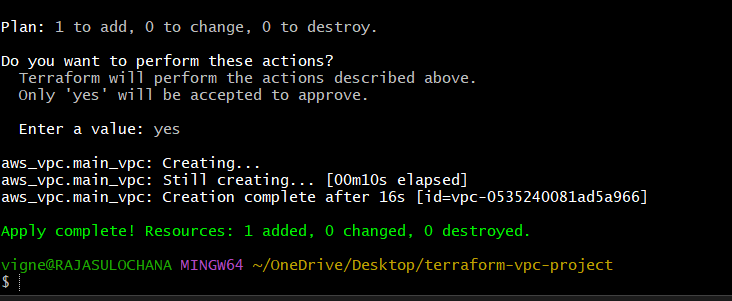 Plan: 1 to add, 0 to change, 0 to destroy.
Do you want to perform these actions?
Terraform will perform the actions described above.
Only 'yes' will be accepted to approve.
Enter a value: yes
aws_vpc.main_vpc: Creating...
aws_vpc.main_vpc: Still creating... [00m10s elapsed]
aws_vpc.main_vpc: Creation complete after 16s [id=vpc-0535240081ad5a966]
Apply complete! Resources: 1 added, 0 changed, 0 destroyed.
vigne@RAJASULOCHANA MINGW64 ~/OneDrive/Desktop/terraform-vpc-project
$